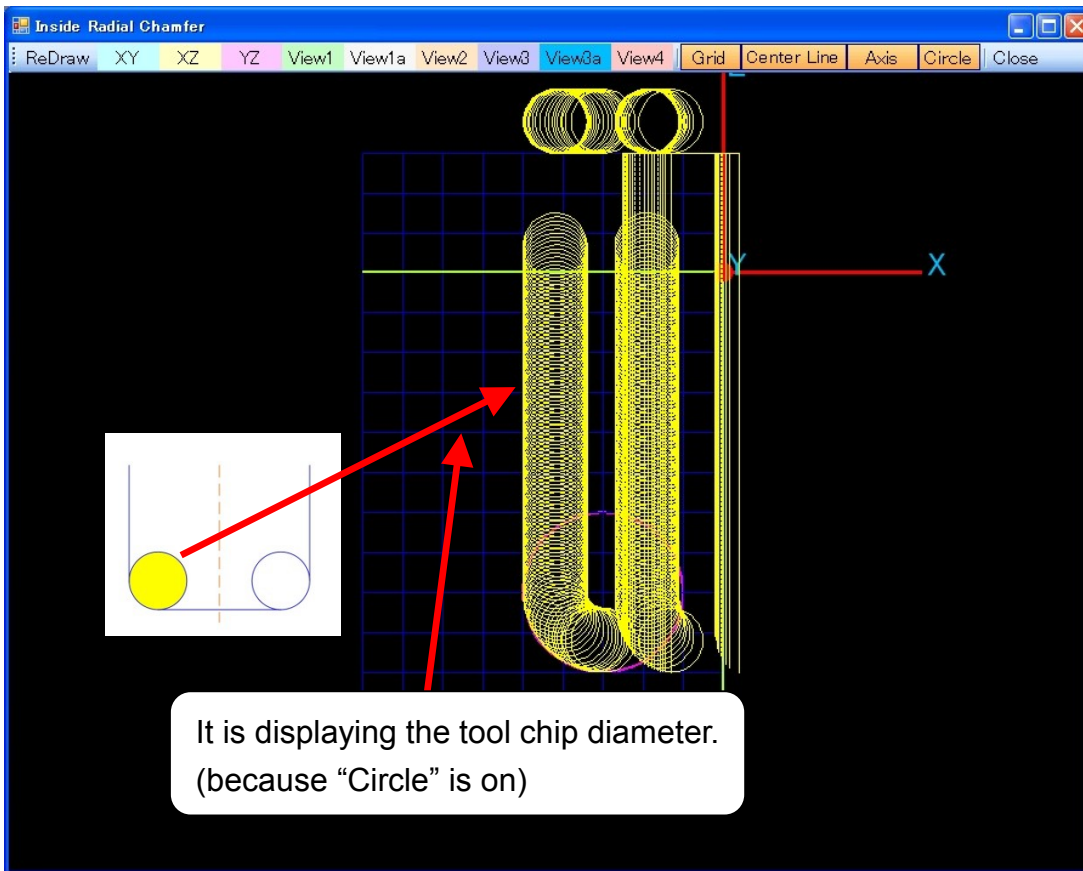 Inside Radial Chamfer
ReDraw XY XZ YZ View1 View1a View2 View3 View3a View4 Grid Center Line Axis Circle Close
Y X
It is displaying the tool chip diameter.
(because “Circle” is on)